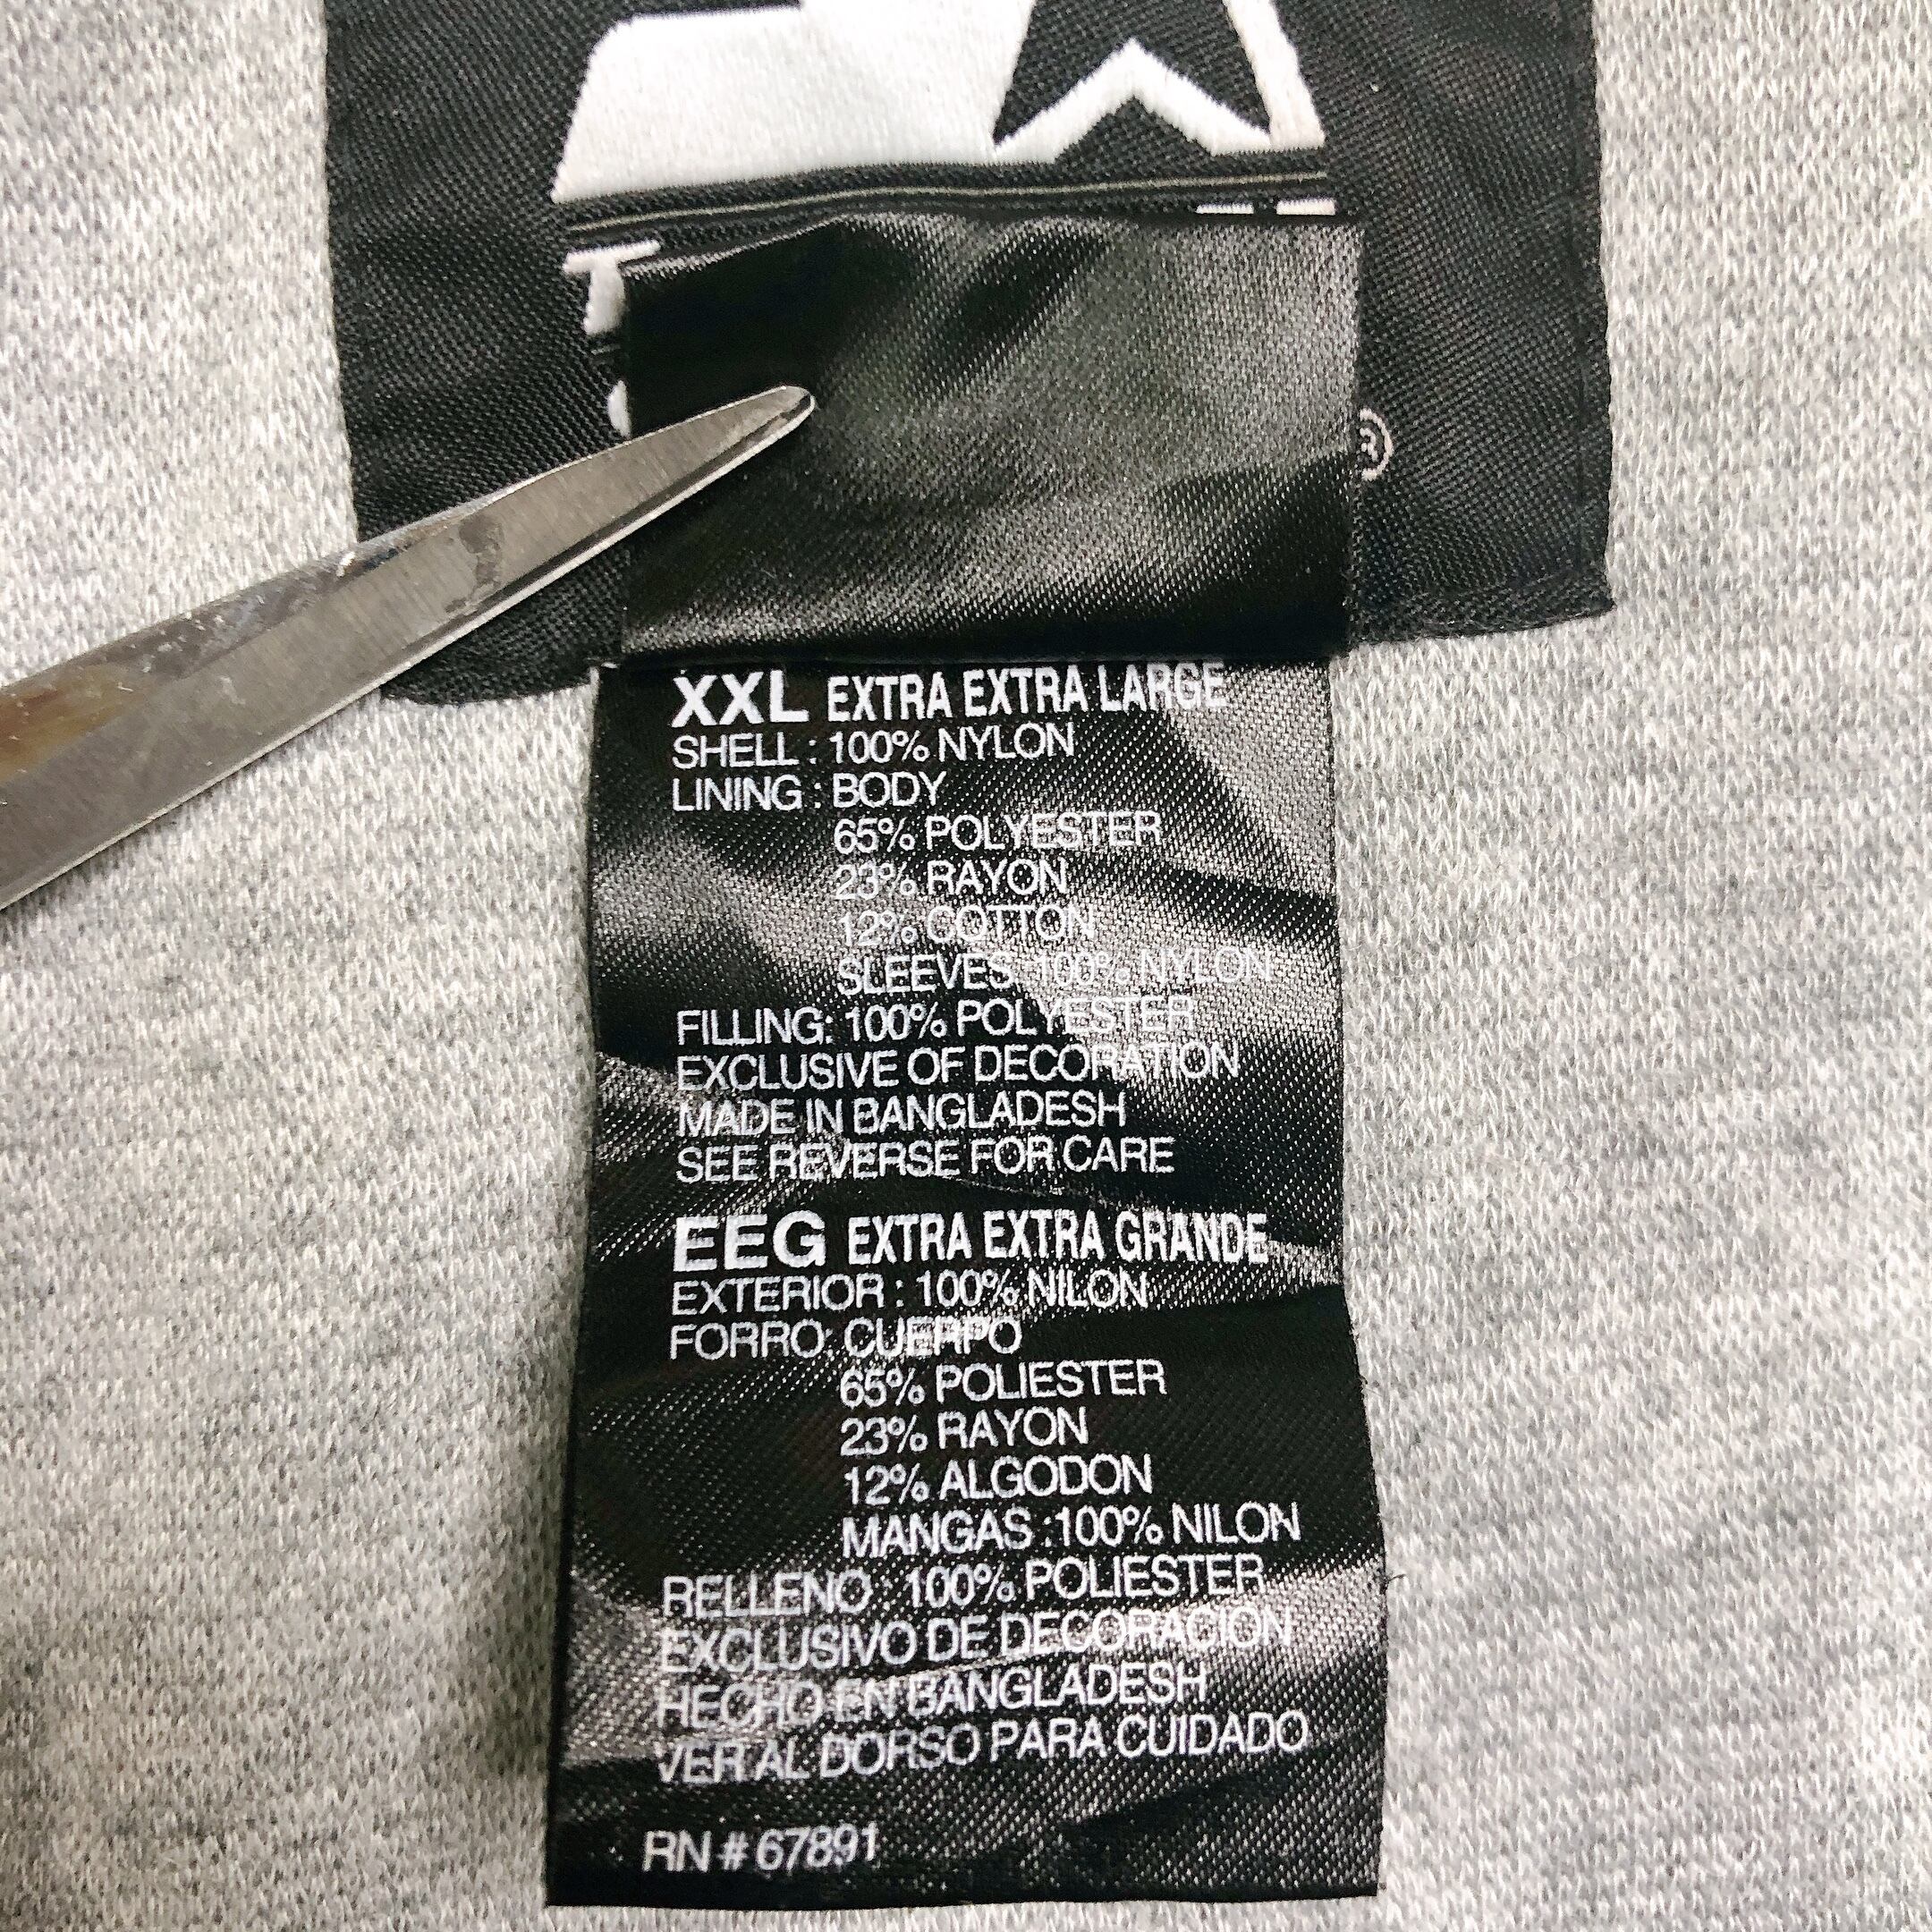 ®
XXL EXTRA EXTRA LARGE
SHELL : 100% NYLON
LINING : BODY
65% POLYESTER
23% RAYON
12% COTTON
SLEEVES: 100% NYLON
FILLING: 100% POLYESTER
EXCLUSIVE OF DECORATION
MADE IN BANGLADESH
SEE REVERSE FOR CARE
EEG EXTRA EXTRA GRANDE
EXTERIOR : 100% NILON
FORRO: CUERPO
65% POLIESTER
23% RAYON
12% ALGODON
MANGAS :100% NILON
RELLENO : 100% POLIESTER
EXCLUSIVO DE DECORACION
HECHO EN BANGLADESH
VER AL DORSO PARA CUIDADO
RN # 67891